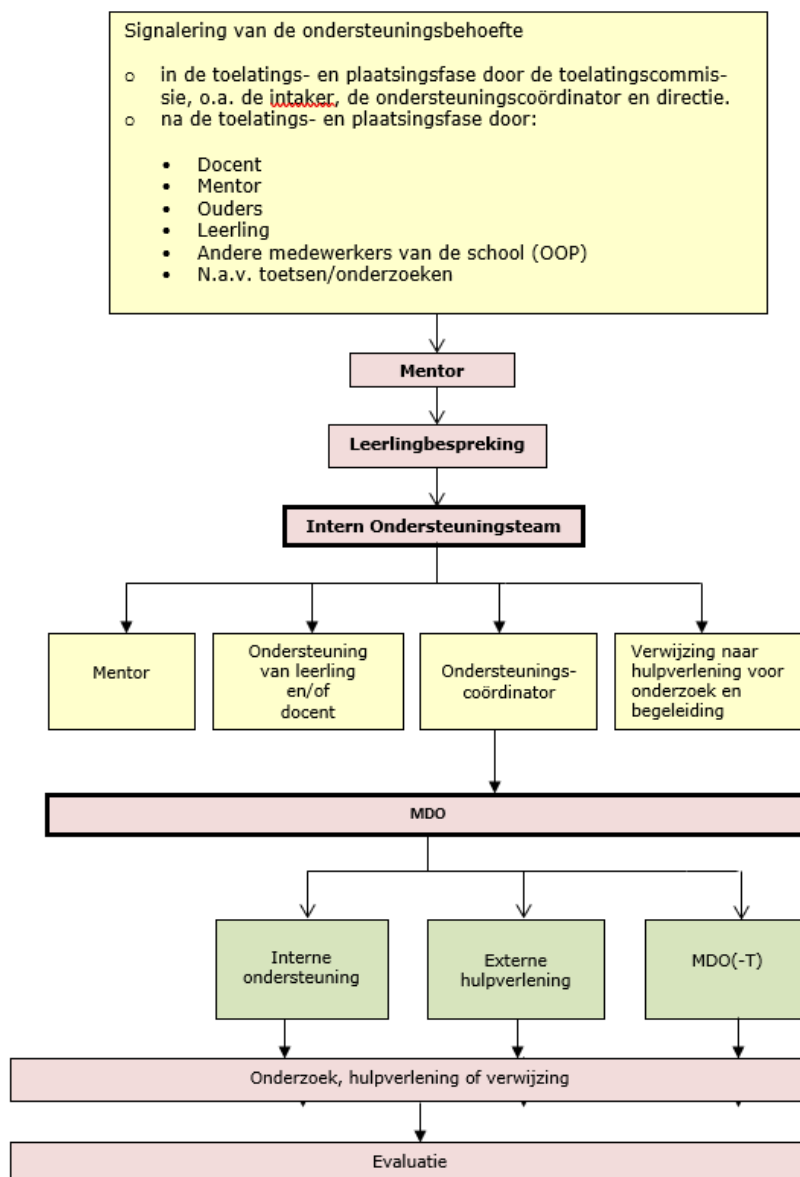 Signalering van de ondersteuningsbehoefte
o in de toelatings- en plaatsingsfase door de toelatingscommis-
sie, o.a. de intaker, de ondersteuningscoördinator en directie.
o na de toelatings- en plaatsingsfase door:
• Docent
• Mentor
• Ouders
• Leerling
• Andere medewerkers van de school (OOP)
• N.a.v. toetsen/onderzoeken
Mentor
Leerlingbespreking
Intern Ondersteuningsteam
Mentor
Ondersteuning
van leerling
en/of
docent
Ondersteunings-
coördinator
Verwijzing naar
hulpverlening voor
onderzoek en
begeleiding
MDO
Interne
ondersteuning
Externe
hulpverlening
MDO(-T)
Onderzoek, hulpverlening of verwijzing
Evaluatie